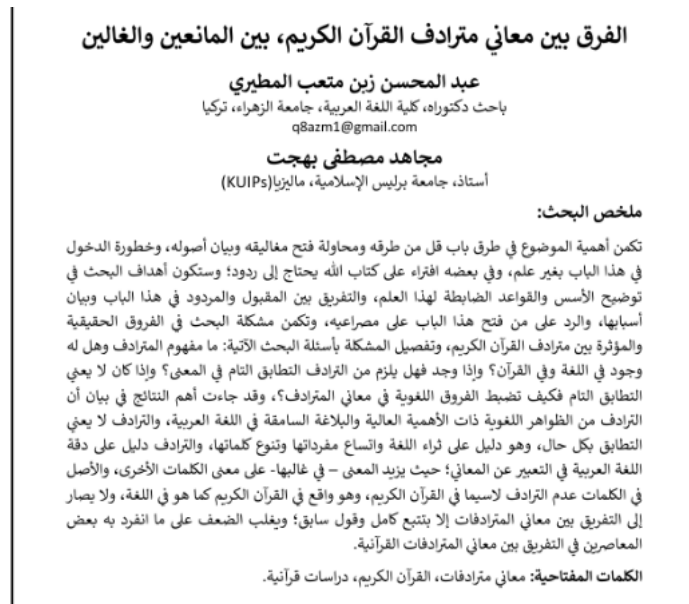 الفرق بين معاني مترادف القرآن الكريم، بين المانعين والغالين
عبد المحسن زبن متعب المطيري
باحث دكتوراه، كلية اللغة العربية، جامعة الزهراء، تركيا
q8azm1@gmail.com
مجاهد مصطفى بهجت
أستاذ، جامعة برليس الإسلامية، ماليزيا(KUIPs)
ملخص البحث:
تكمن أهمية الموضوع في طرق باب قل من طرقه ومحاولة فتح مغاليقه وبيان أصوله، وخطورة الدخول
في هذا الباب بغير علم، وفي بعضه افتراء على كتاب الله يحتاج إلى ردود؛ وستكون أهداف البحث في
توضيح الأسس والقواعد الضابطة لهذا العلم، والتفريق بين المقبول والمردود في هذا الباب وبيان
أسبابها، والرد على من فتح هذا الباب على مصراعيه، وتكمن مشكلة البحث في الفروق الحقيقية
والمؤثرة بين مترادف القرآن الكريم، وتفصيل المشكلة بأسئلة البحث الآتية: ما مفهوم المترادف وهل له
وجود في اللغة وفي القرآن؟ وإذا وجد فهل يلزم من الترادف التطابق التام في المعنى؟ وإذا كان لا يعني
التطابق التام فكيف تضبط الفروق اللغوية في معاني المترادف؟، وقد جاءت أهم النتائج في بيان أن
الترادف من الظواهر اللغوية ذات الأهمية العالية والبلاغة السامقة في اللغة العربية، والترادف لا يعني
التطابق بكل حال، وهو دليل على ثراء اللغة واتساع مفرداتها وتنوع كلماتها، والترادف دليل على دقة
اللغة العربية في التعبير عن المعاني؛ حيث يزيد المعنى – في غالبها- على معنى الكلمات الأخرى، والأصل
في الكلمات عدم الترادف لاسيما في القرآن الكريم، وهو واقع في القرآن الكريم كما هو في اللغة، ولا يصار
إلى التفريق بين معاني المترادفات إلا بتتبع كامل وقول سابق؛ ويغلب الضعف على ما انفرد به بعض
المعاصرين في التفريق بين معاني المترادفات القرآنية.
الكلمات المفتاحية: معاني مترادفات، القرآن الكريم، دراسات قرآنية.